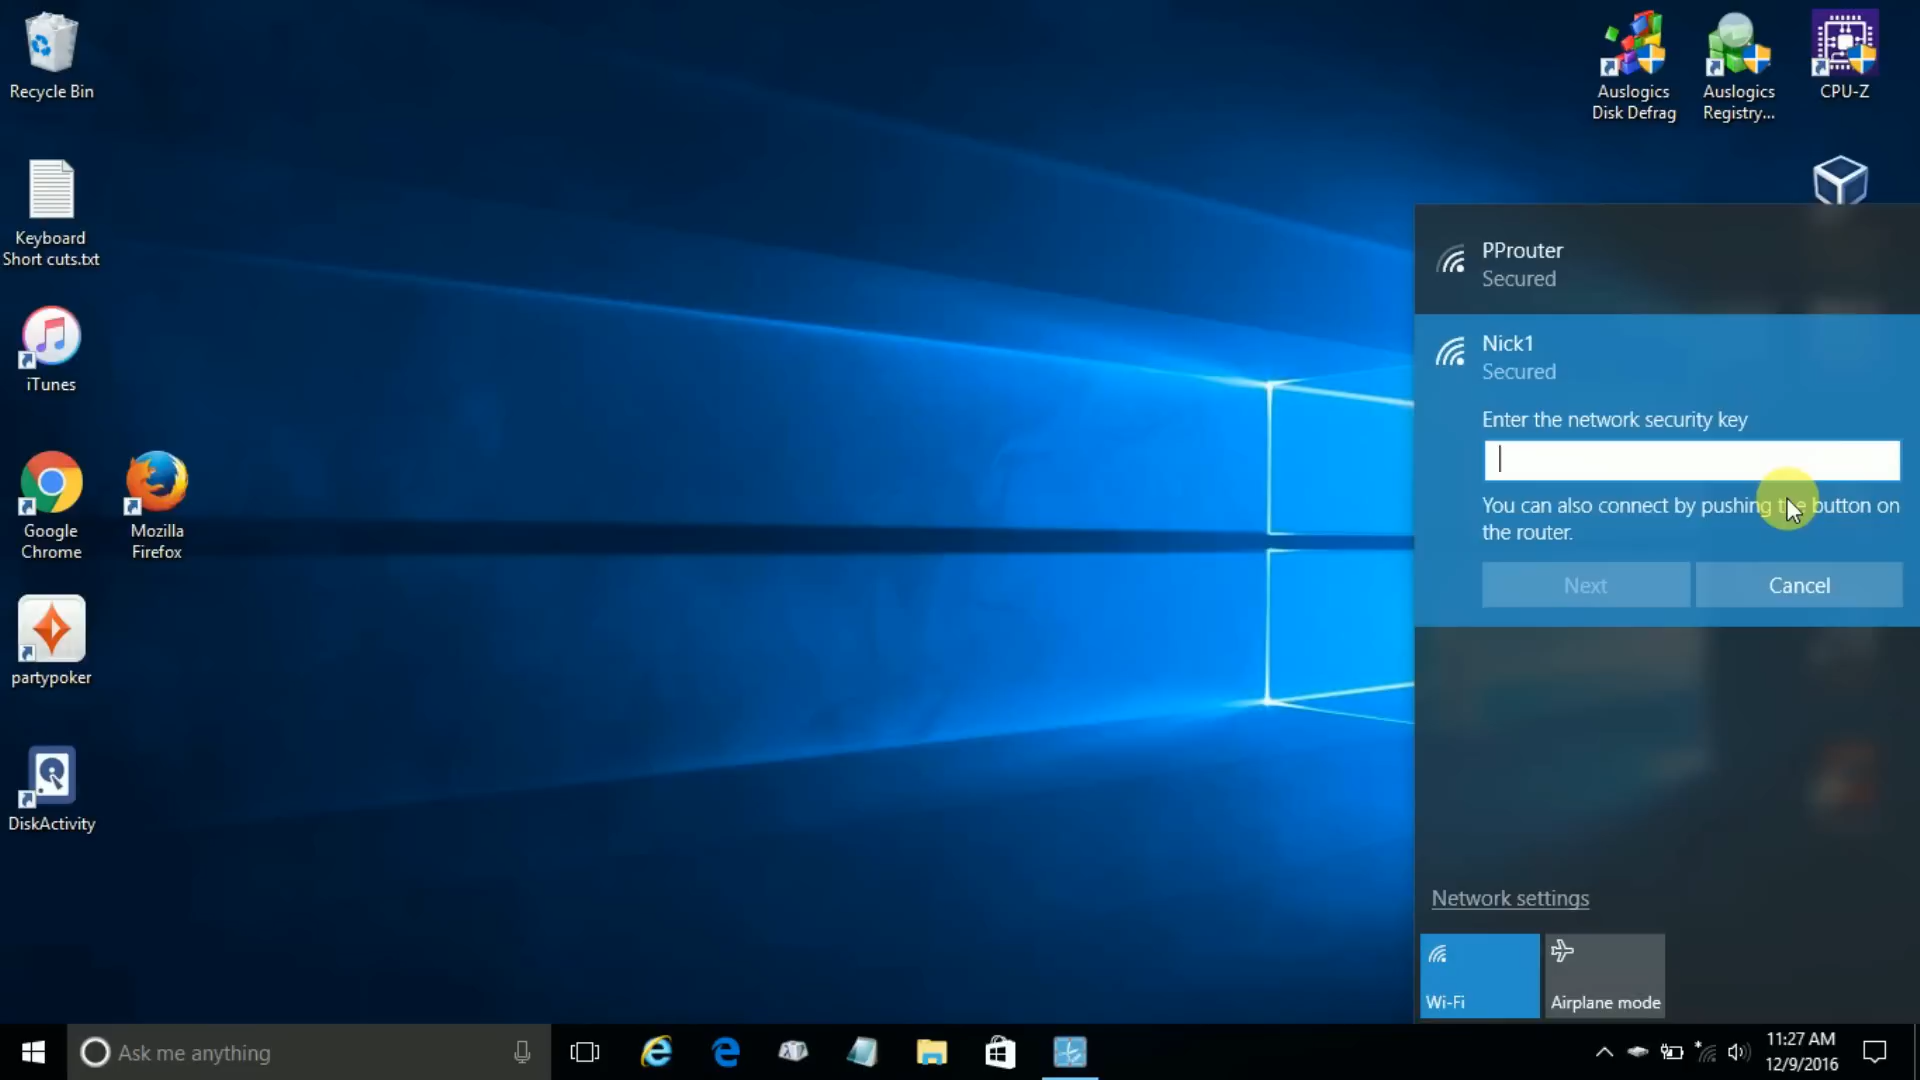 Recycle Bin
Keyboard
Short cuts.txt
iTunes
Google
Chrome
Mozilla
Firefox
partypoker
DiskActivity
Auslogics
Disk Defrag
Auslogics
Registry...
CPU-Z
PProuter
Secured
Nick1
Secured
Enter the network security key
You can also connect by pushing the button on
the router.
Next
Cancel
Network settings
Wi-Fi
Airplane mode
Ask me anything
11:27 AM
12/9/2016